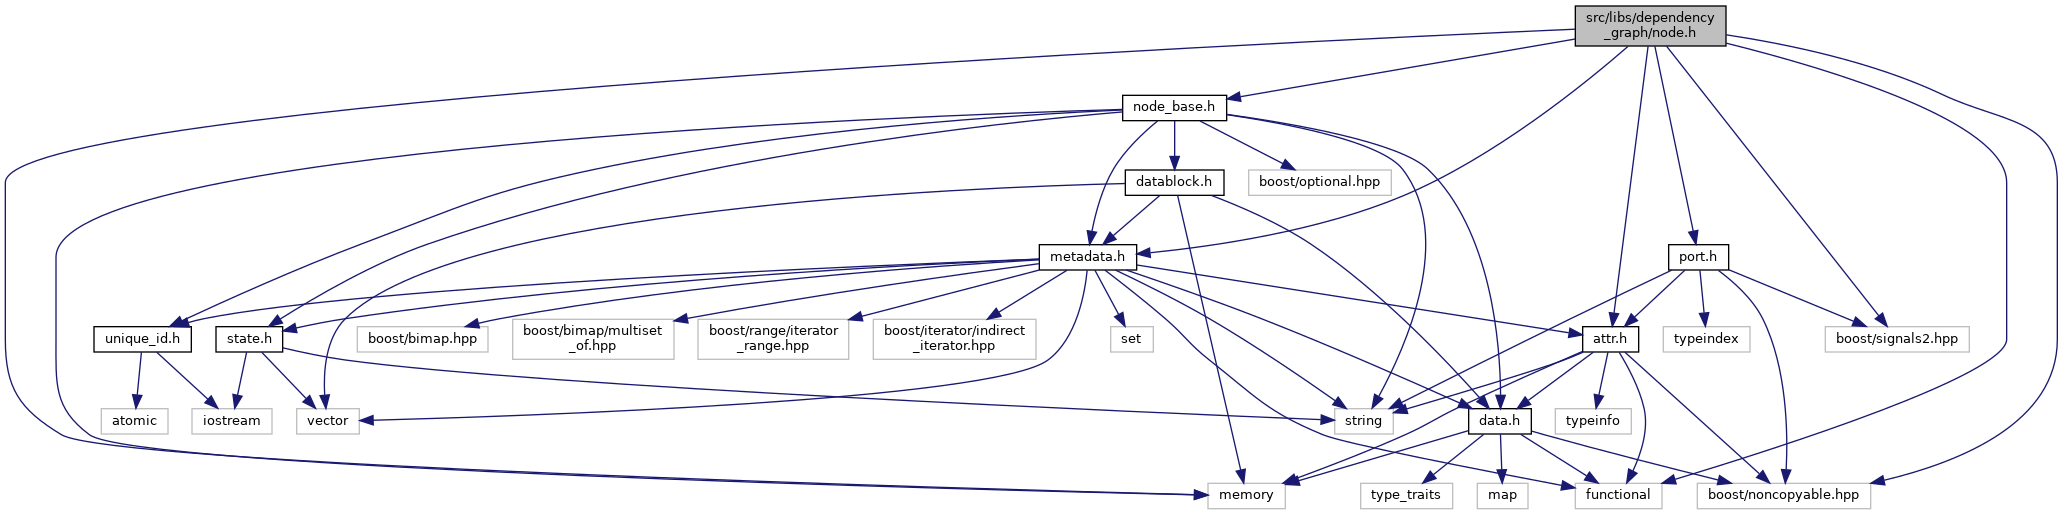 src/libs/dependency
_graph/node.h
node_base.h
datablock.h
boost/optional.hpp
metadata.h
port.h
unique_id.h
state.h
boost/bimap.hpp
boost/bimap/multiset
_of.hpp
boost/range/iterator
_range.hpp
boost/iterator/indirect
_iterator.hpp
set
attr.h
typeindex
boost/signals2.hpp
atomic
iostream
vector
string
data.h
typeinfo
memory
type_traits
map
functional
boost/noncopyable.hpp